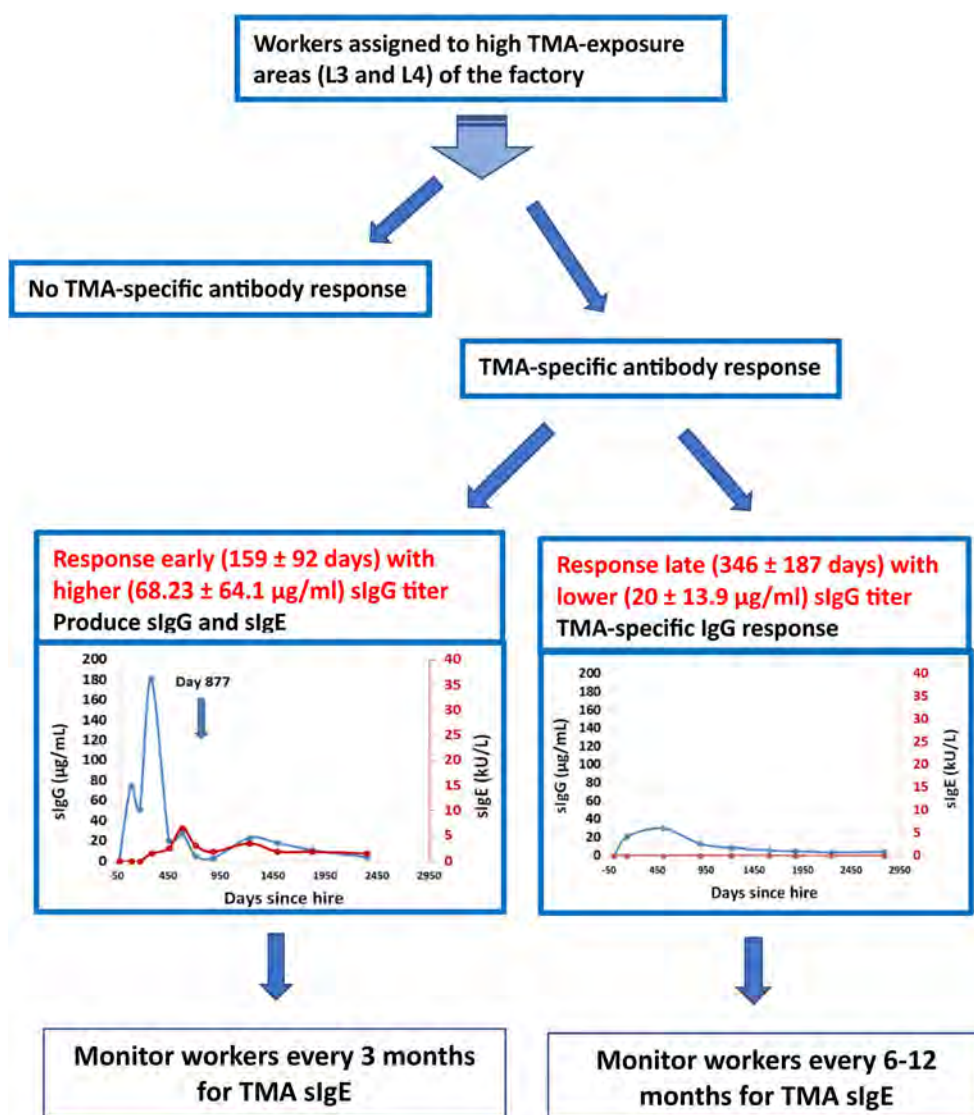 Workers assigned to high TMA-exposure
areas (L3 and L4) of the factory
No TMA-specific antibody response
TMA-specific antibody response
Response early (159 ± 92 days) with
higher (68.23 ± 64.1 µg/ml) sIgG titer
Produce sIgG and sIgE
200
180
160
140
120
100
80
60
40
20
0
sIgG (µg/mL)
Day 877
40
35
30
25
20
15
10
5
0
sIgE (kU/L)
-50 450 950 1450 1950 2450 2950
Days since hire
Response late (346 ± 187 days) with
lower (20 ± 13.9 µg/ml) sIgG titer
TMA-specific IgG response
200
180
160
140
120
100
80
60
40
20
0
sIgG (µg/mL)
40
35
30
25
20
15
10
5
0
sIgE (kU/L)
-50 450 950 1450 1950 2450 2950
Days since hire
Monitor workers every 3 months
for TMA sIgE
Monitor workers every 6-12
months for TMA sIgE